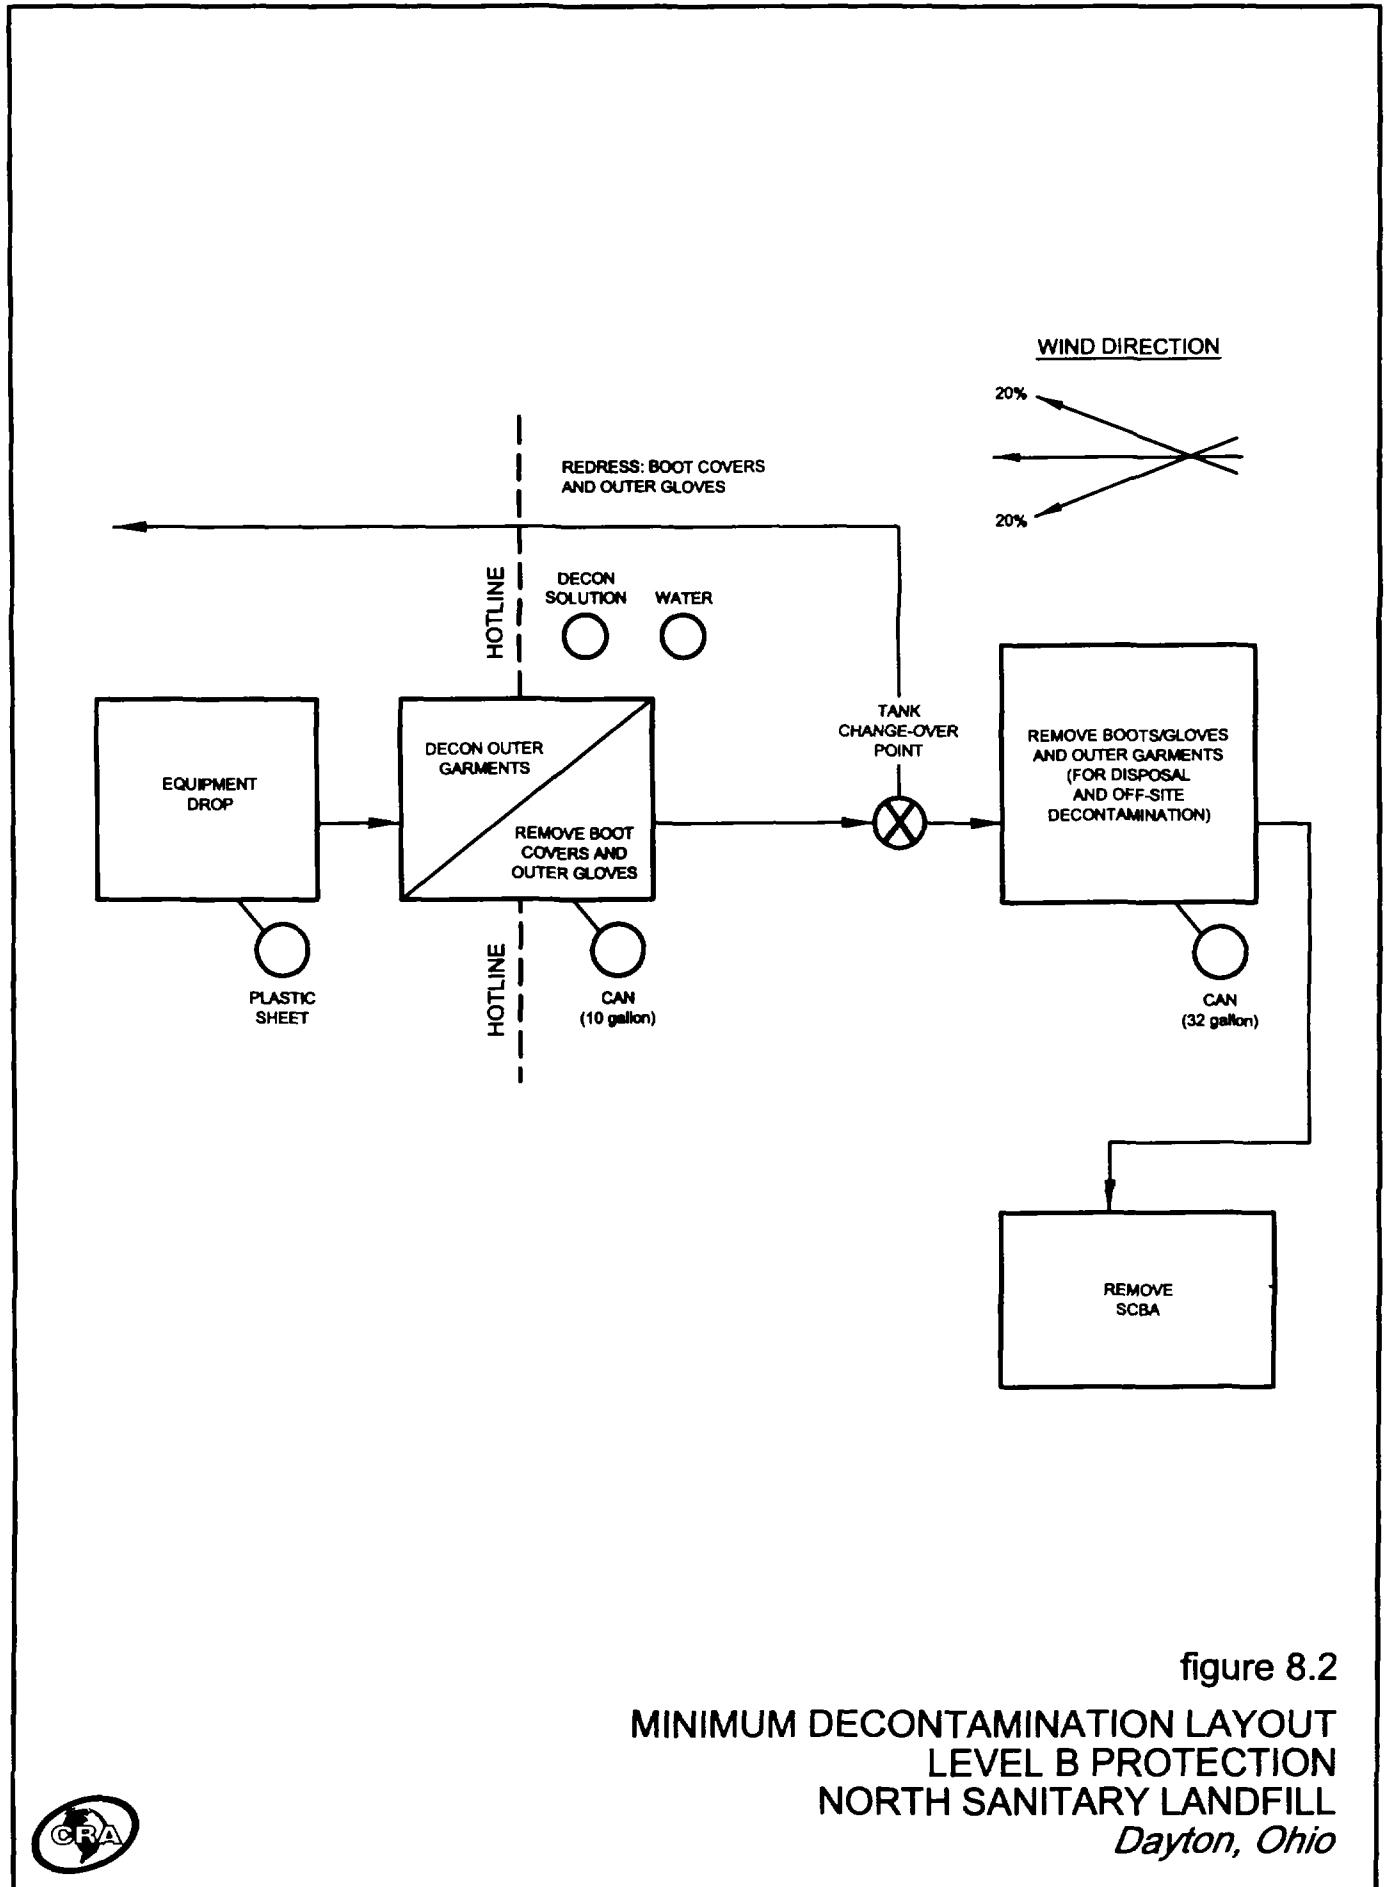 WIND DIRECTION
20%
20%
REDRESS: BOOT COVERS
AND OUTER GLOVES
HOTLINE
DECON
SOLUTION
WATER
EQUIPMENT
DROP
DECON OUTER
GARMENTS
REMOVE BOOT
COVERS AND
OUTER GLOVES
TANK
CHANGE-OVER
POINT
REMOVE BOOTS/GLOVES
AND OUTER GARMENTS
(FOR DISPOSAL
AND OFF-SITE
DECONTAMINATION)
PLASTIC
SHEET
HOTLINE
CAN
(10 gallon)
CAN
(32 gallon)
REMOVE
SCBA
figure 8.2
MINIMUM DECONTAMINATION LAYOUT
LEVEL B PROTECTION
NORTH SANITARY LANDFILL
Dayton, Ohio
CRA